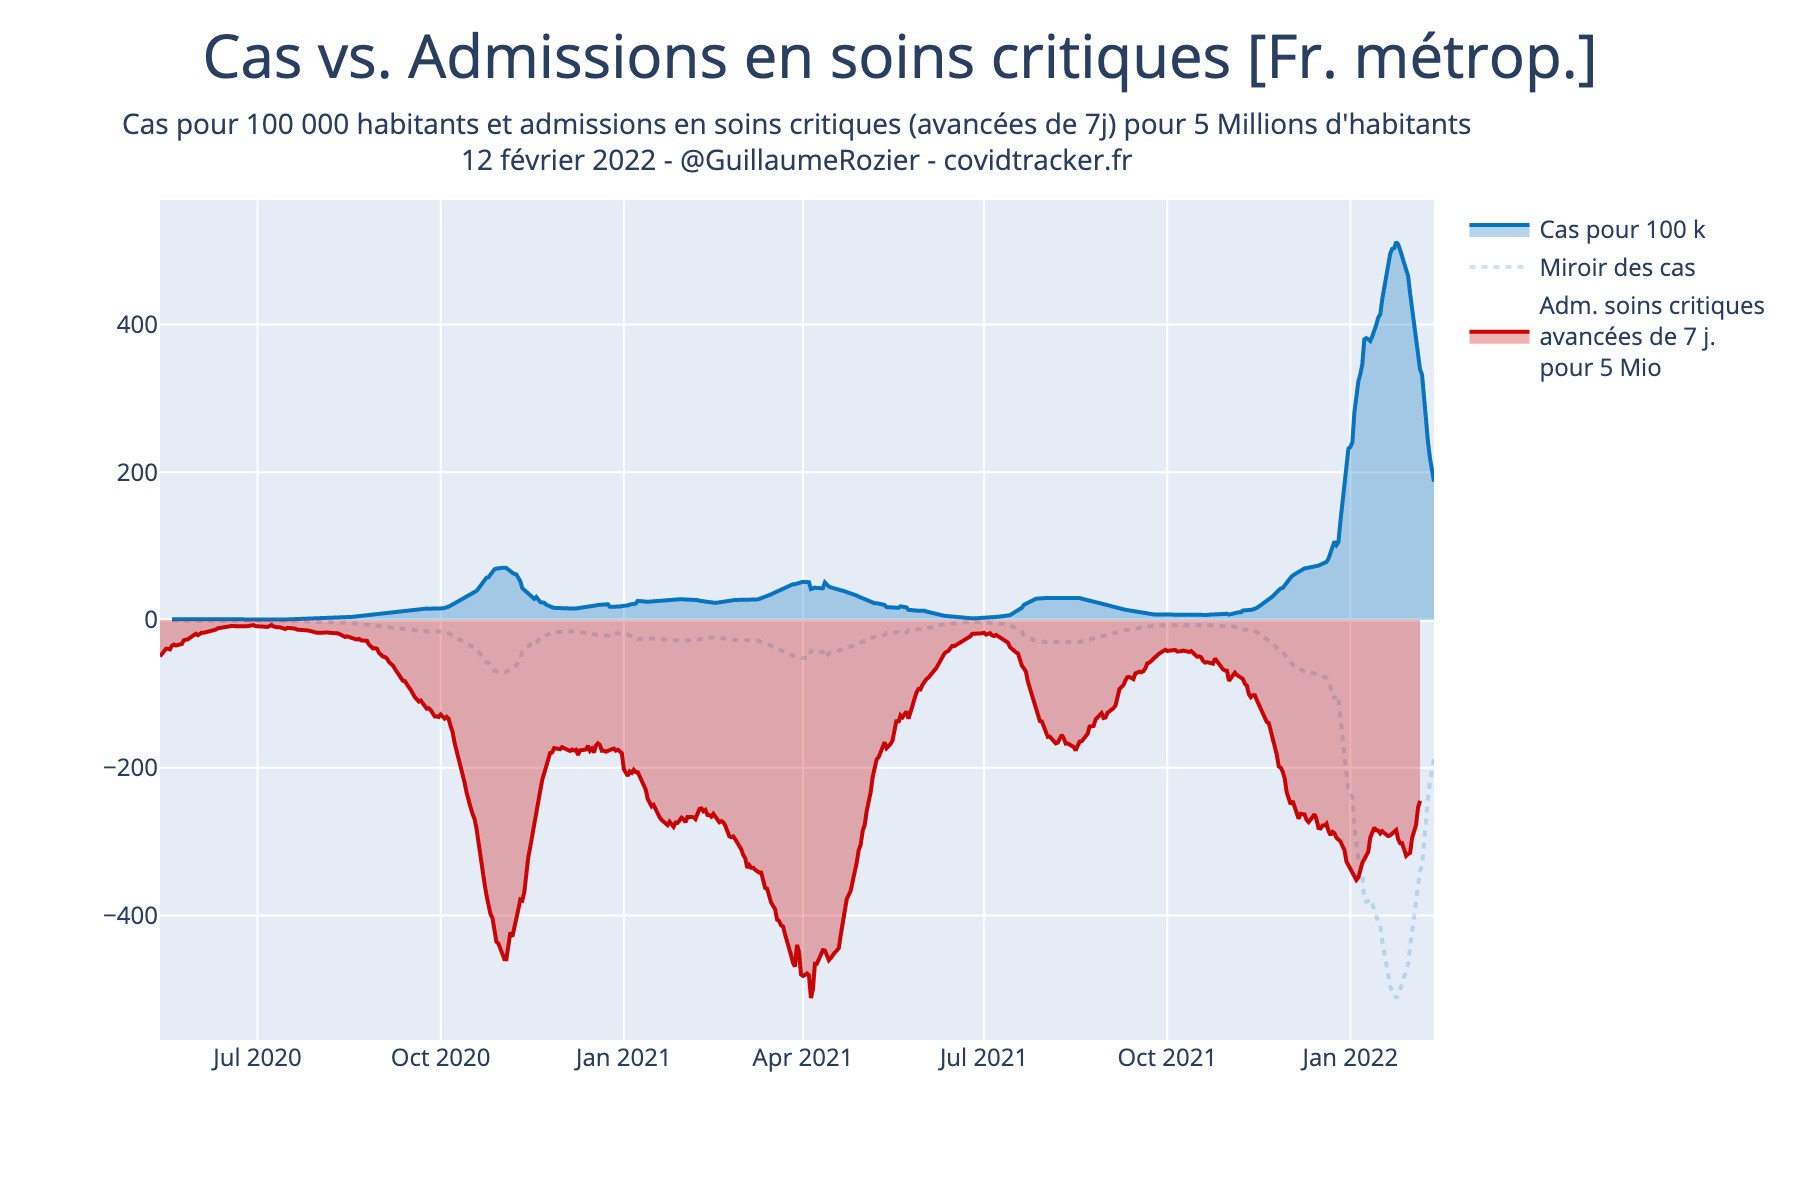 Cas vs. Admissions en soins critiques [Fr. métrop.]
Cas pour 100 000 habitants et admissions en soins critiques (avancées de 7j) pour 5 Millions d'habitants
12 février 2022 - @GuillaumeRozier - covidtracker.fr
Cas pour 100 k
Miroir des cas
Adm. soins critiques
avancées de 7 j.
pour 5 Mio
400
200
0
−200
−400
Jul 2020
Oct 2020
Jan 2021
Apr 2021
Jul 2021
Oct 2021
Jan 2022